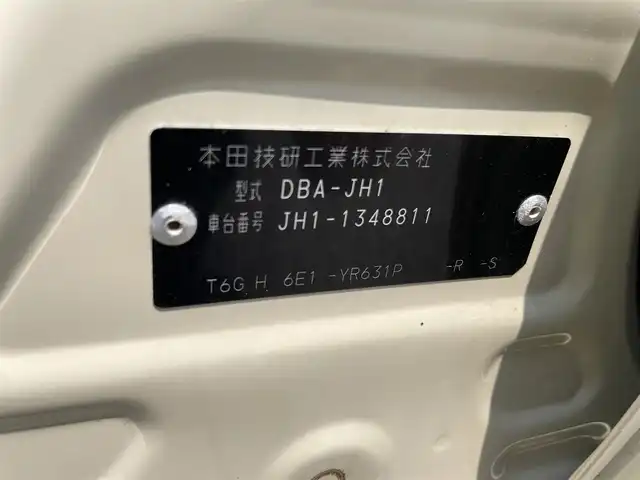 本田技研工業株式会社
型式 DBA-JH1
車台番号 JH1-1348811
T6G H 6E1 -YR631P -R -S